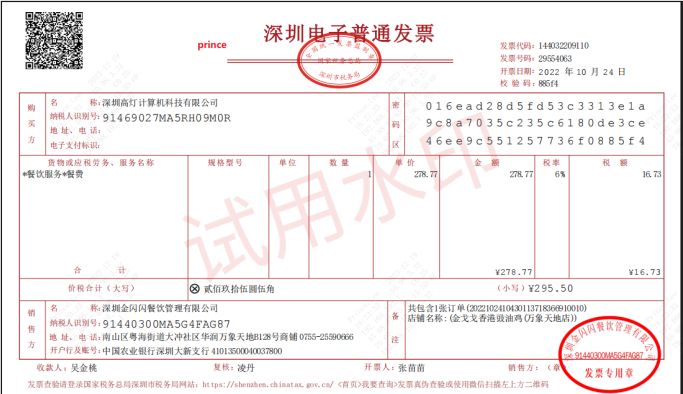 prince
深圳电子普通发票
全国统一发票监制章
国家税务总局
深圳市税务局
发票代码: 144032209110
发票号码: 29554063
开票日期: 2022 年 10 月 24 日
校 验 码: 885f4
购买方
名 称: 深圳高灯计算机科技有限公司
纳税人识别号: 91469027MA5RH09M0R
地 址、电 话:
电子支付标识:
密码区
016ead28d5fd53c3313e1a
9c8a7035c235c6180de3ce
46ee9c551257736f0885f4
货物或应税劳务、服务名称 规格型号 单位 数 量 单 价 金 额 税率 税 额
*餐饮服务*餐费 1 278.77 278.77 6% 16.73
试用水印
合 计 ¥278.77 ¥16.73
价税合计（大写） ⊗ 贰佰玖拾伍圆伍角 （小写）¥295.50
销售方
名 称: 深圳金闪闪餐饮管理有限公司
纳税人识别号: 91440300MA5G4FAG87
地 址、电 话: 南山区粤海街道大冲社区华润万象天地B128号商铺 0755-25590666
开户行及账号: 中国农业银行深圳大新支行 41013500040037800
备注
共包含1张订单(20221024104301137183669 10010)
店铺名称: (金戈戈香港豉油鸡(万象天地店))
深圳金闪闪餐饮管理有限公司
91440300MA5G4FAG87
发票专用章
收款人: 吴金桃 复核: 凌丹 开票人: 张苗苗 销售方: (章)
发票查验请登录国家税务总局深圳市税务局网站: https://shenzhen.chinatax.gov.cn/ <首页>我要查询>发票真伪查验或使用微信扫描左上方二维码